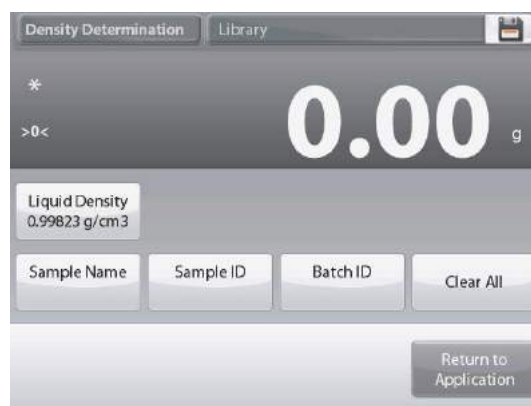 Density Determination Library
*
>0<
0.00 g
Liquid Density
0.99823 g/cm3
Sample Name Sample ID Batch ID Clear All
Return to
Application